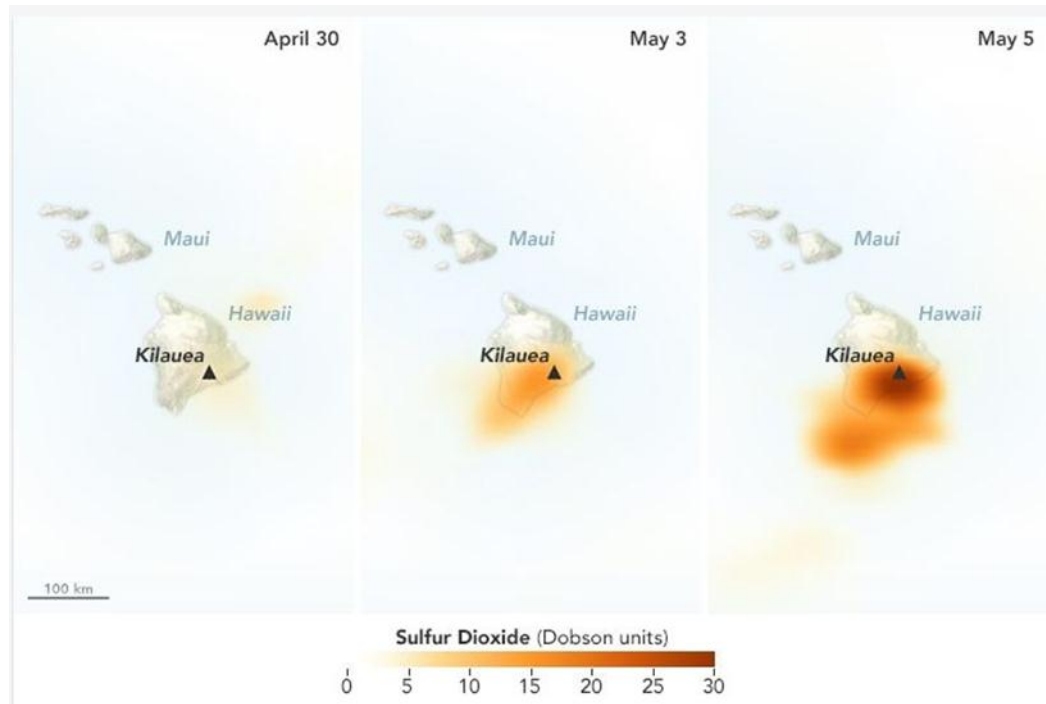 April 30
Maui
Hawaii
Kilauea
100 km
May 3
Maui
Hawaii
Kilauea
May 5
Maui
Hawaii
Kilauea
Sulfur Dioxide (Dobson units)
0 5 10 15 20 25 30